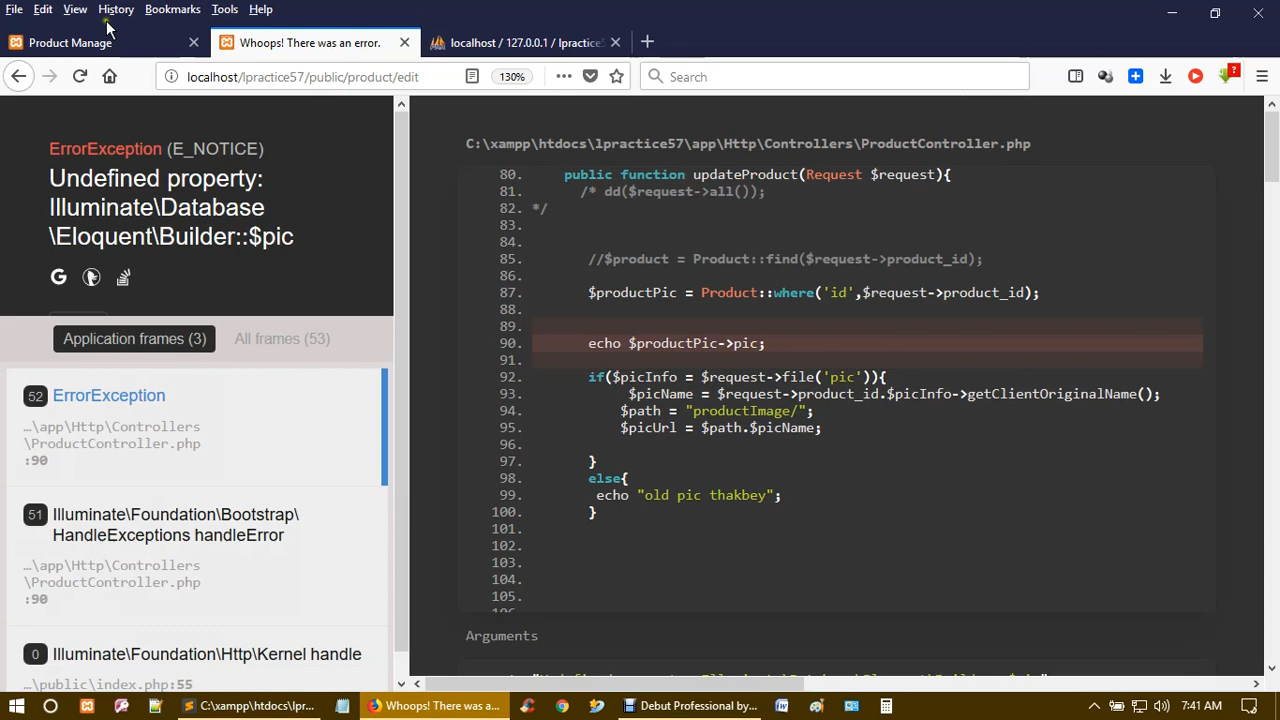 File Edit View History Bookmarks Tools Help
Product Manage
Whoops! There was an error.
localhost / 127.0.0.1 / lpractice5
localhost/lpractice57/public/product/edit
130%
Search
?
ErrorException (E_NOTICE)
Undefined property:
Illuminate\Database
\Eloquent\Builder::$pic
Application frames (3)
All frames (53)
52 ErrorException
…\app\Http\Controllers
\ProductController.php
:90
51 Illuminate\Foundation\Bootstrap\
HandleExceptions handleError
…\app\Http\Controllers
\ProductController.php
:90
0 Illuminate\Foundation\Http\Kernel handle
…\public\index.php:55
C:\xampp\htdocs\lpractice57\app\Http\Controllers\ProductController.php
80. public function updateProduct(Request $request){
81. /* dd($request->all());
82. */
83.
84.
85. //$product = Product::find($request->product_id);
86.
87. $productPic = Product::where('id',$request->product_id);
88.
89.
90. echo $productPic->pic;
91.
92. if($picInfo = $request->file('pic')){
93. $picName = $request->product_id.$picInfo->getClientOriginalName();
94. $path = "productImage/";
95. $picUrl = $path.$picName;
96.
97. }
98. else{
99. echo "old pic thakbey";
100. }
101.
102.
103.
104.
105.
Arguments
C:\xampp\htdocs\lpr...
Whoops! There was a...
Debut Professional by...
7:41 AM